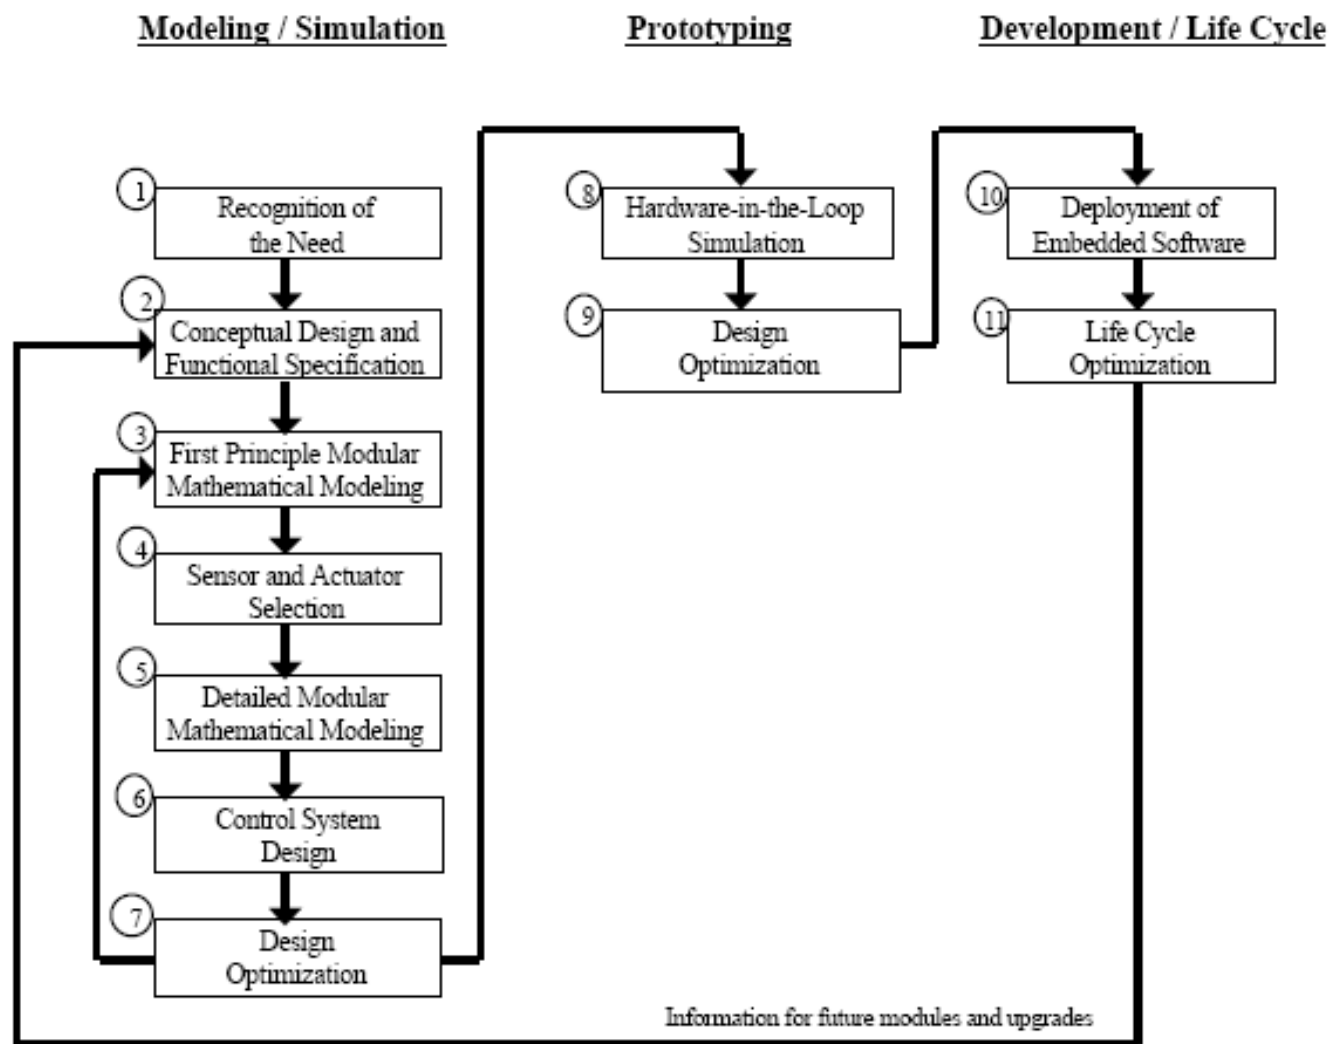 Modeling / Simulation
Prototyping
Development / Life Cycle
1
Recognition of
the Need
2
Conceptual Design and
Functional Specification
3
First Principle Modular
Mathematical Modeling
4
Sensor and Actuator
Selection
5
Detailed Modular
Mathematical Modeling
6
Control System
Design
7
Design
Optimization
8
Hardware-in-the-Loop
Simulation
9
Design
Optimization
10
Deployment of
Embedded Software
11
Life Cycle
Optimization
Information for future modules and upgrades